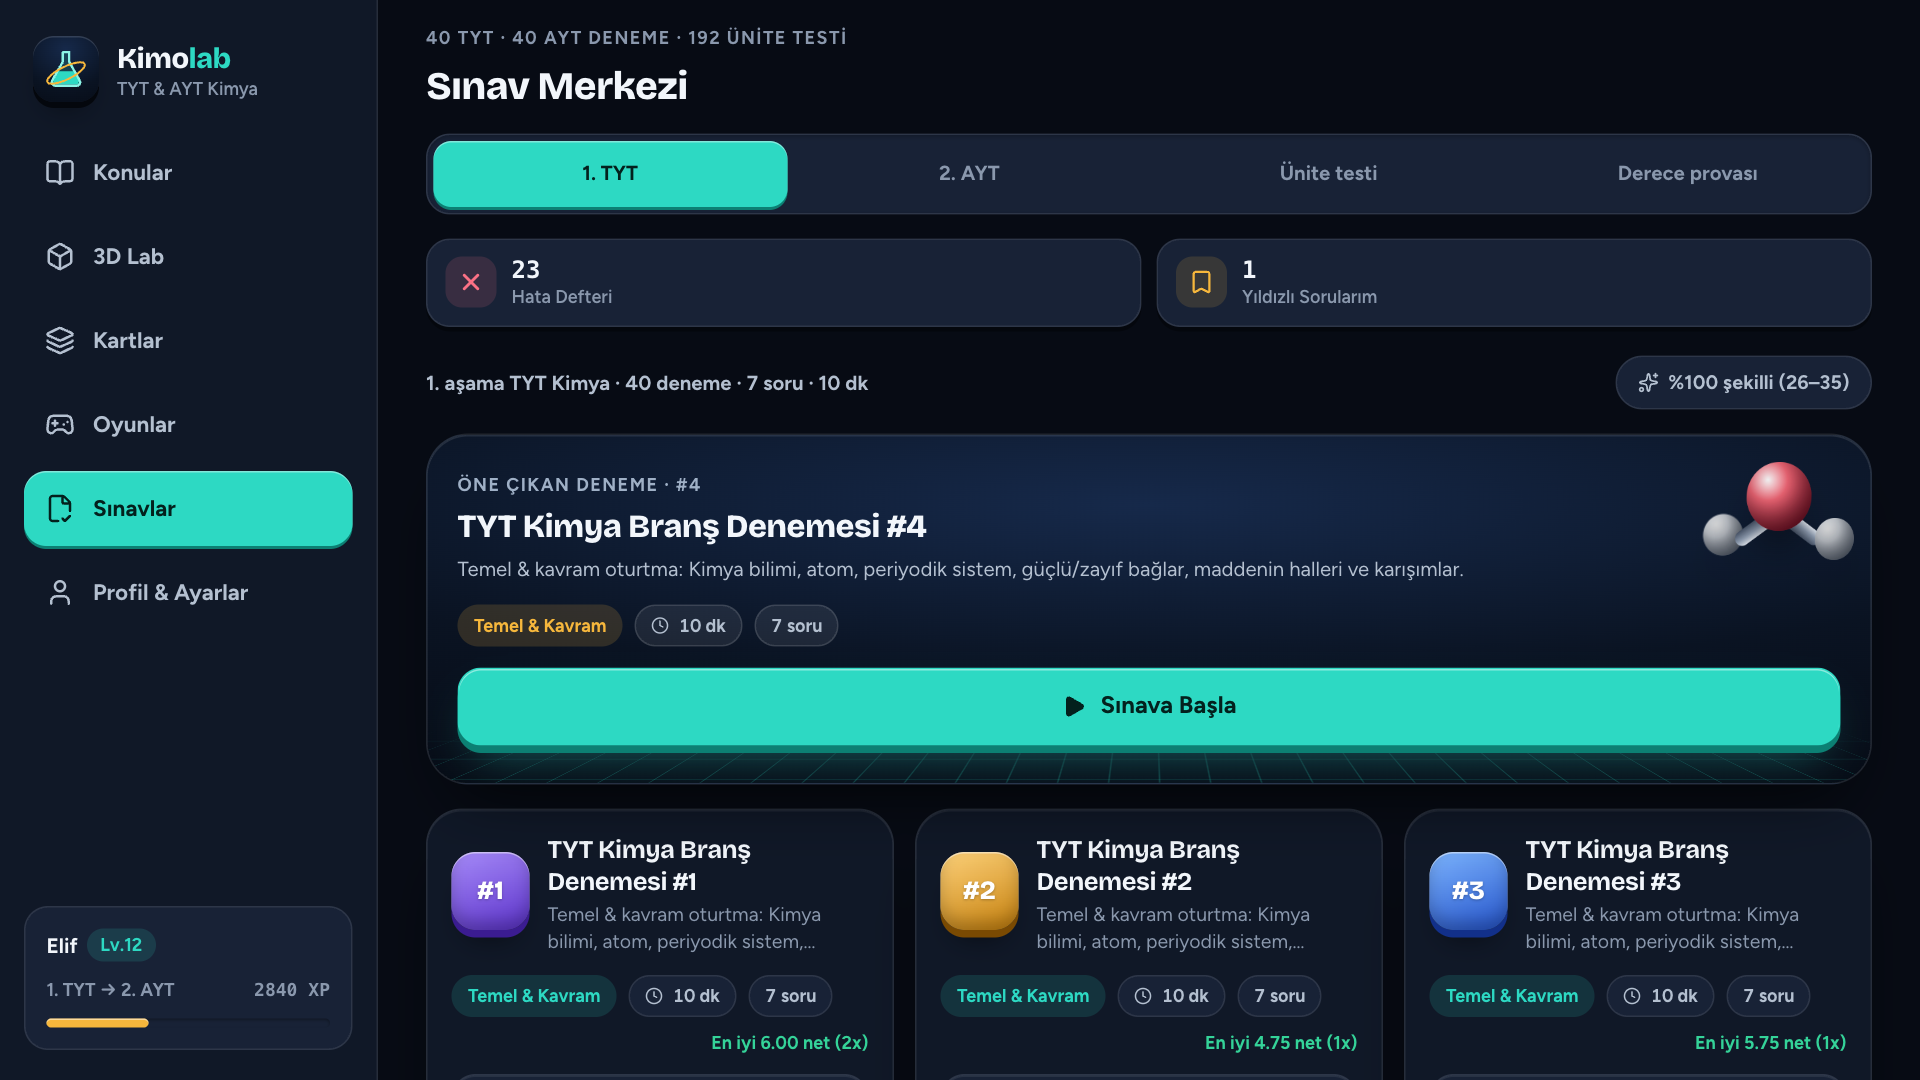 Kimolab
TYT & AYT Kimya
Konular
3D Lab
Kartlar
Oyunlar
Sınavlar
Profil & Ayarlar
Elif Lv.12
1. TYT → 2. AYT 2840 XP
40 TYT · 40 AYT DENEME · 192 ÜNİTE TESTİ
Sınav Merkezi
1. TYT 2. AYT Ünite testi Derece provası
23
Hata Defteri
1
Yıldızlı Sorularım
1. aşama TYT Kimya · 40 deneme · 7 soru · 10 dk
%100 şekilli (26–35)
ÖNE ÇIKAN DENEME · #4
TYT Kimya Branş Denemesi #4
Temel & kavram oturtma: Kimya bilimi, atom, periyodik sistem, güçlü/zayıf bağlar, maddenin halleri ve karışımlar.
Temel & Kavram 10 dk 7 soru
Sınava Başla
#1
TYT Kimya Branş
Denemesi #1
Temel & kavram oturtma: Kimya
bilimi, atom, periyodik sistem,...
Temel & Kavram 10 dk 7 soru
En iyi 6.00 net (2x)
#2
TYT Kimya Branş
Denemesi #2
Temel & kavram oturtma: Kimya
bilimi, atom, periyodik sistem,...
Temel & Kavram 10 dk 7 soru
En iyi 4.75 net (1x)
#3
TYT Kimya Branş
Denemesi #3
Temel & kavram oturtma: Kimya
bilimi, atom, periyodik sistem,...
Temel & Kavram 10 dk 7 soru
En iyi 5.75 net (1x)